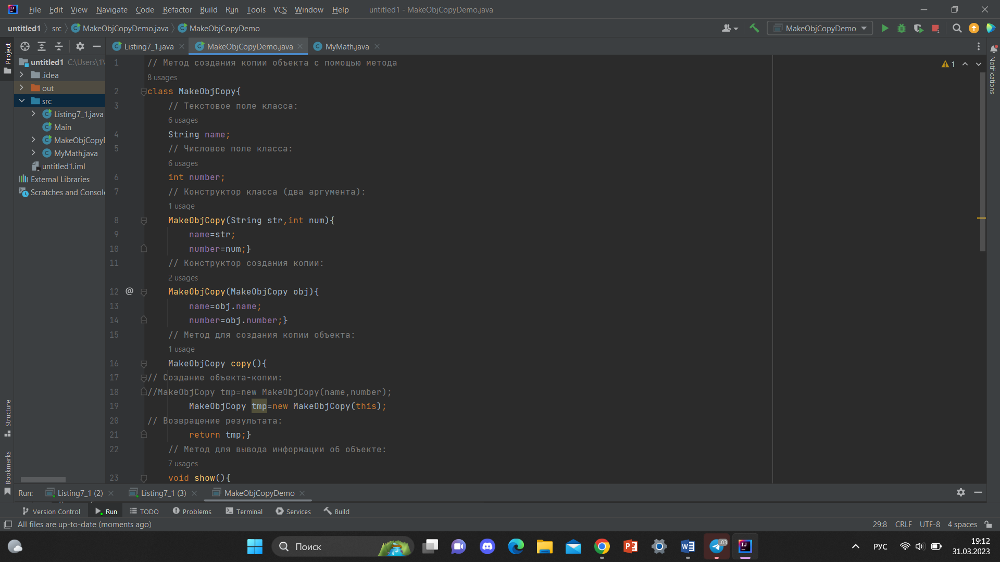 File Edit View Navigate Code Refactor Build Run Tools VCS Window Help untitled1 - MakeObjCopyDemo.java
untitled1 src MakeObjCopyDemo.java MakeObjCopyDemo
MakeObjCopyDemo
Project
Listing7_1.java MakeObjCopyDemo.java MyMath.java
untitled1 C:\Users\1\
.idea
out
src
Listing7_1.java
Main
MakeObjCopyD
MyMath.java
untitled1.iml
External Libraries
Scratches and Console
1 // Метод создания копии объекта с помощью метода
8 usages
2 class MakeObjCopy{
3 // Текстовое поле класса:
6 usages
4 String name;
5 // Числовое поле класса:
6 usages
6 int number;
7 // Конструктор класса (два аргумента):
1 usage
8 MakeObjCopy(String str,int num){
9 name=str;
10 number=num;}
11 // Конструктор создания копии:
2 usages
12 @ MakeObjCopy(MakeObjCopy obj){
13 name=obj.name;
14 number=obj.number;}
15 // Метод для создания копии объекта:
1 usage
16 MakeObjCopy copy(){
17 // Создание объекта-копии:
18 //MakeObjCopy tmp=new MakeObjCopy(name,number);
19 MakeObjCopy tmp=new MakeObjCopy(this);
20 // Возвращение результата:
21 return tmp;}
22 // Метод для вывода информации об объекте:
7 usages
23 void show(){
1
Notifications
Structure
Bookmarks
Run: Listing7_1 (2) Listing7_1 (3) MakeObjCopyDemo
Version Control Run TODO Problems Terminal Services Build
All files are up-to-date (moments ago) 29:8 CRLF UTF-8 4 spaces
Поиск
РУС
19:12
31.03.2023